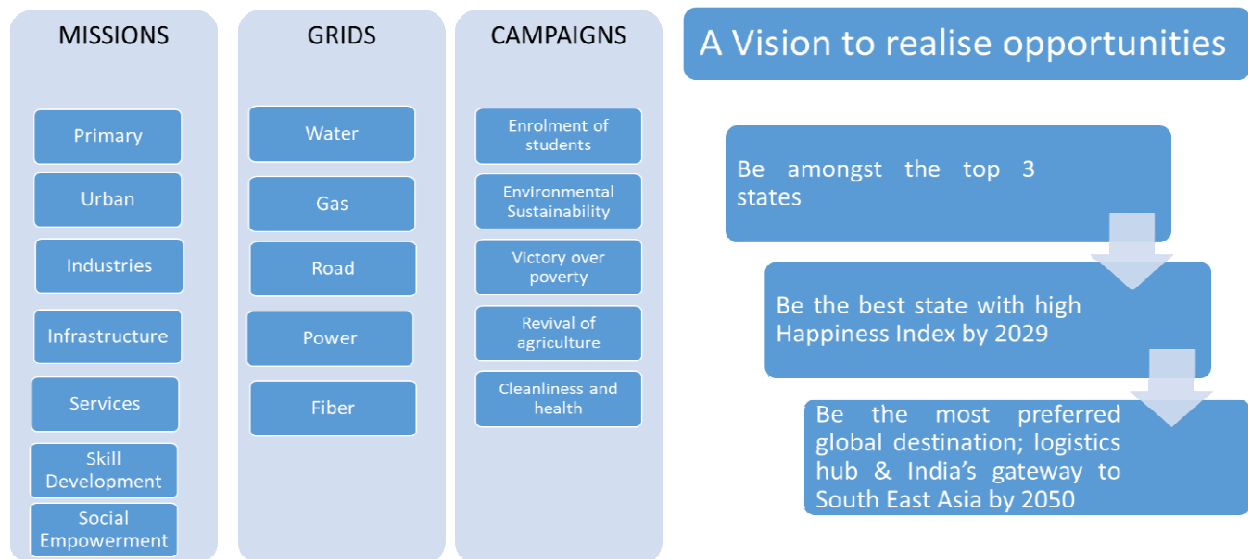 MISSIONS
Primary
Urban
Industries
Infrastructure
Services
Skill
Development
Social
Empowerment
GRIDS
Water
Gas
Road
Power
Fiber
CAMPAIGNS
Enrolment of
students
Environmental
Sustainability
Victory over
poverty
Revival of
agriculture
Cleanliness and
health
A Vision to realise opportunities
Be amongst the top 3
states
Be the best state with high
Happiness Index by 2029
Be the most preferred
global destination; logistics
hub & India's gateway to
South East Asia by 2050